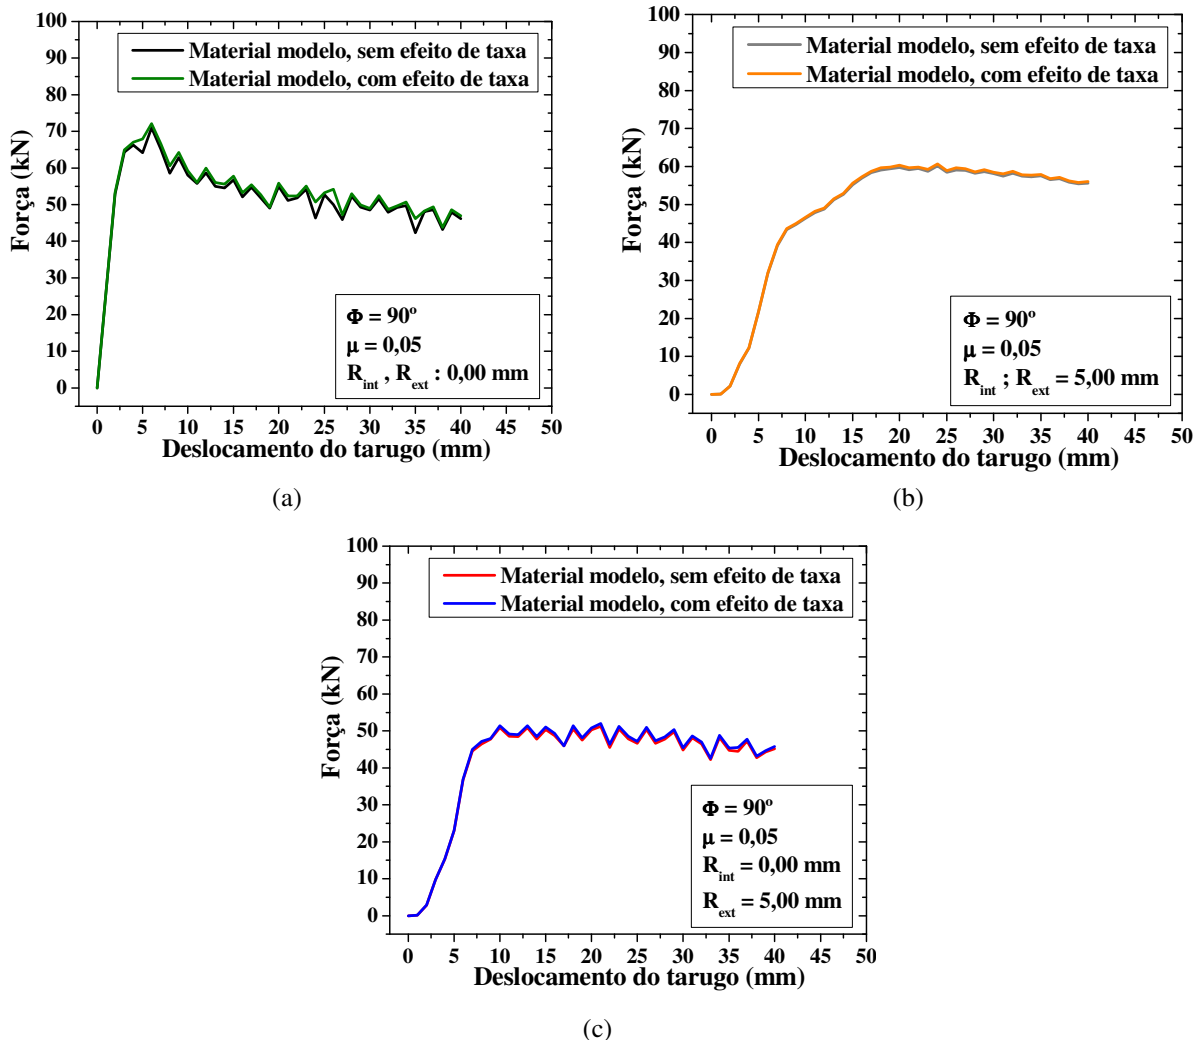 Material modelo, sem efeito de taxa
Material modelo, com efeito de taxa
100
90
80
70
60
50
40
30
20
10
0
Força (kN)
Φ = 90º
μ = 0,05
Rint , Rext : 0,00 mm
0 5 10 15 20 25 30 35 40 45 50
Deslocamento do tarugo (mm)
(a)
Material modelo, sem efeito de taxa
Material modelo, com efeito de taxa
100
90
80
70
60
50
40
30
20
10
0
Força (kN)
Φ = 90º
μ = 0,05
Rint ; Rext = 5,00 mm
0 5 10 15 20 25 30 35 40 45 50
Deslocamento do tarugo (mm)
(b)
Material modelo, sem efeito de taxa
Material modelo, com efeito de taxa
100
90
80
70
60
50
40
30
20
10
0
Força (kN)
Φ = 90º
μ = 0,05
Rint = 0,00 mm
Rext = 5,00 mm
0 5 10 15 20 25 30 35 40 45 50
Deslocamento do tarugo (mm)
(c)